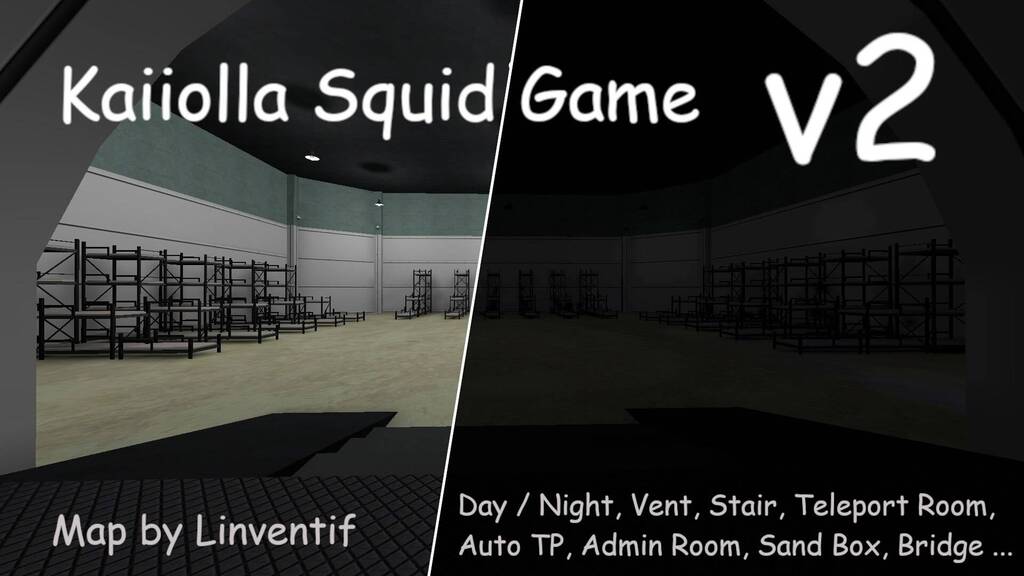 Kaiiolla Squid Game v2
Map by Linventif
Day / Night, Vent, Stair, Teleport Room,
Auto TP, Admin Room, Sand Box, Bridge ...